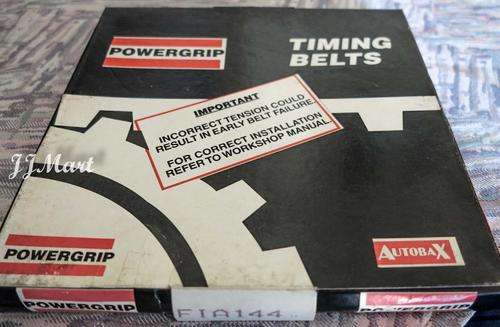 POWERGRIP
TIMING
BELTS
IMPORTANT
INCORRECT TENSION COULD
RESULT IN EARLY BELT FAILURE.
FOR CORRECT INSTALLATION
REFER TO WORKSHOP MANUAL
JJMart
POWERGRIP
AUTOBAX
POWERGRIP
FIA144
POWERGRIP